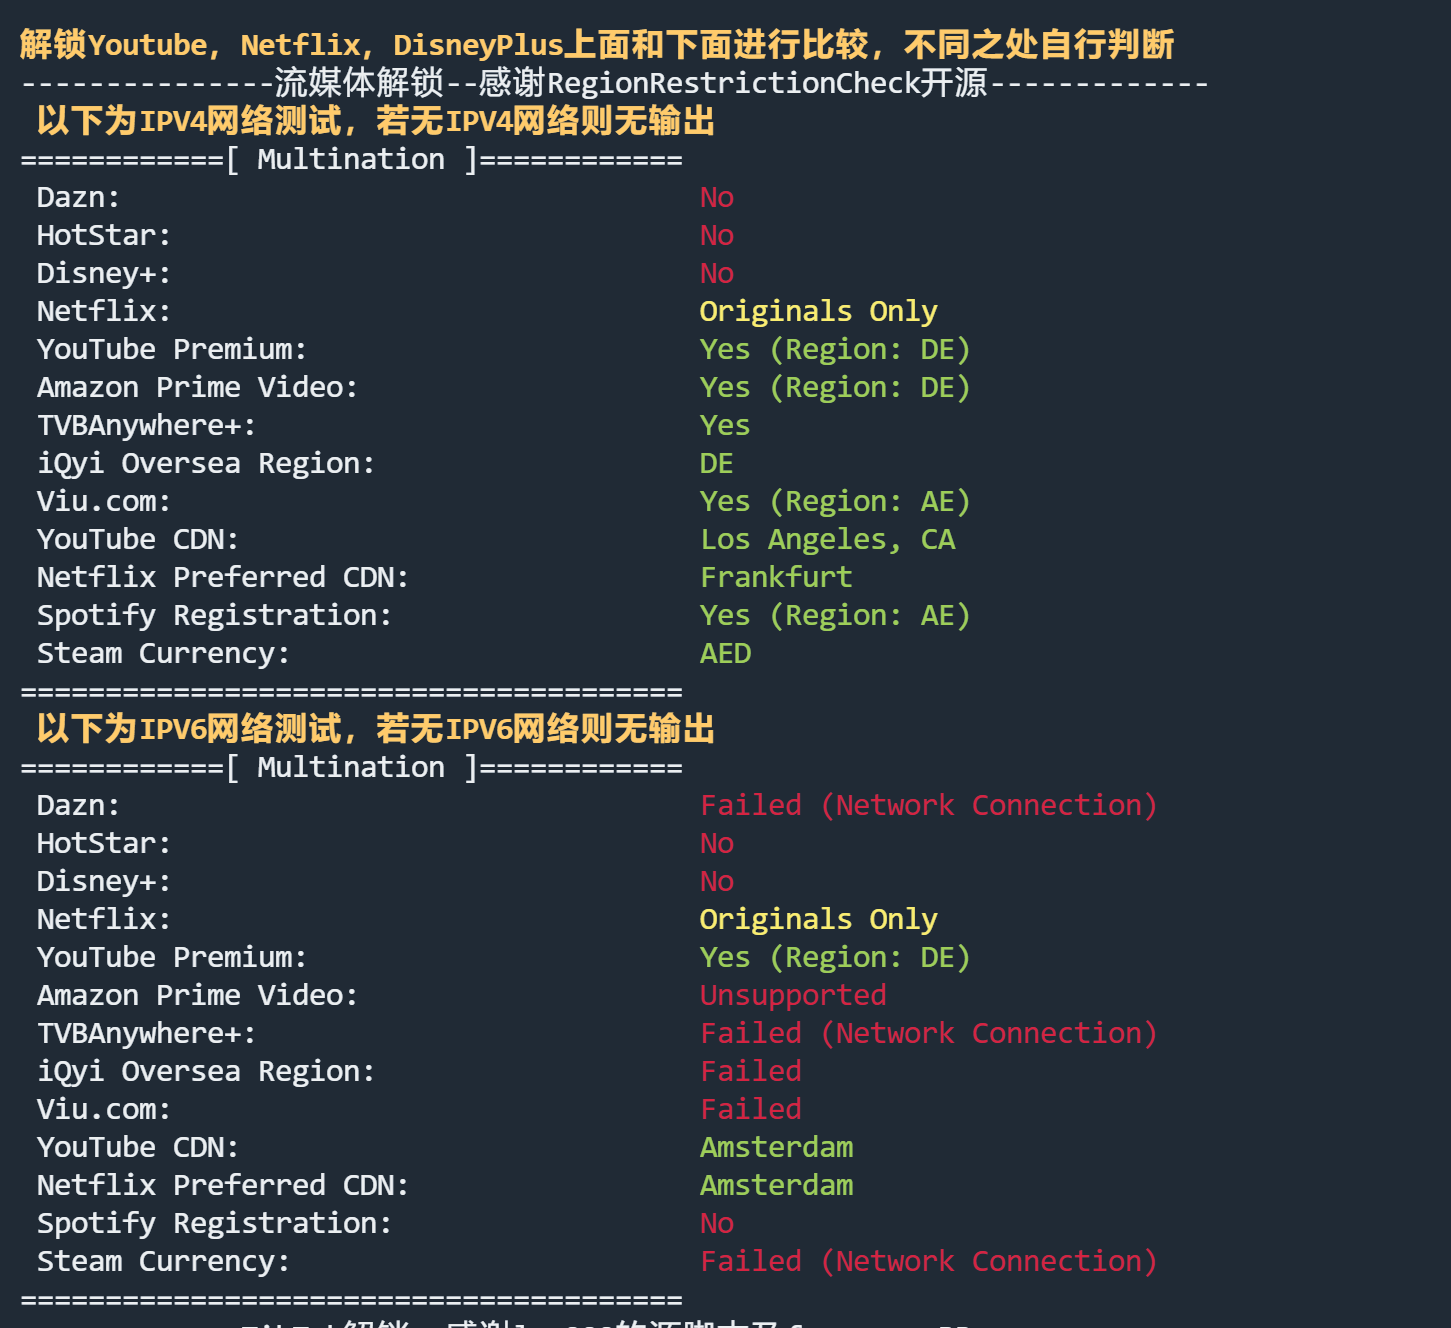 解锁Youtube, Netflix, DisneyPlus上面和下面进行比较，不同之处自行判断
---------------流媒体解锁--感谢RegionRestrictionCheck开源-------------
以下为IPV4网络测试，若无IPV4网络则无输出
============[ Multination ]============
Dazn: No
HotStar: No
Disney+: No
Netflix: Originals Only
YouTube Premium: Yes (Region: DE)
Amazon Prime Video: Yes (Region: DE)
TVBAnywhere+: Yes
iQyi Oversea Region: DE
Viu.com: Yes (Region: AE)
YouTube CDN: Los Angeles, CA
Netflix Preferred CDN: Frankfurt
Spotify Registration: Yes (Region: AE)
Steam Currency: AED
=======================================
以下为IPV6网络测试，若无IPV6网络则无输出
============[ Multination ]============
Dazn: Failed (Network Connection)
HotStar: No
Disney+: No
Netflix: Originals Only
YouTube Premium: Yes (Region: DE)
Amazon Prime Video: Unsupported
TVBAnywhere+: Failed (Network Connection)
iQyi Oversea Region: Failed
Viu.com: Failed
YouTube CDN: Amsterdam
Netflix Preferred CDN: Amsterdam
Spotify Registration: No
Steam Currency: Failed (Network Connection)
=======================================
解锁 感谢